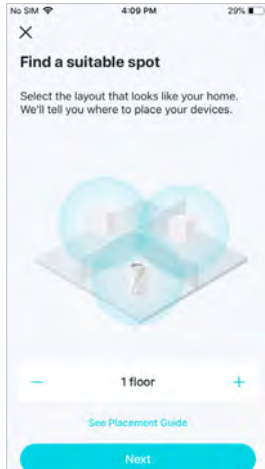 No SIM 4:09 PM 29%
Find a suitable spot
Select the layout that looks like your home.
We'll tell you where to place your devices.
1 floor
See Placement Guide
Next